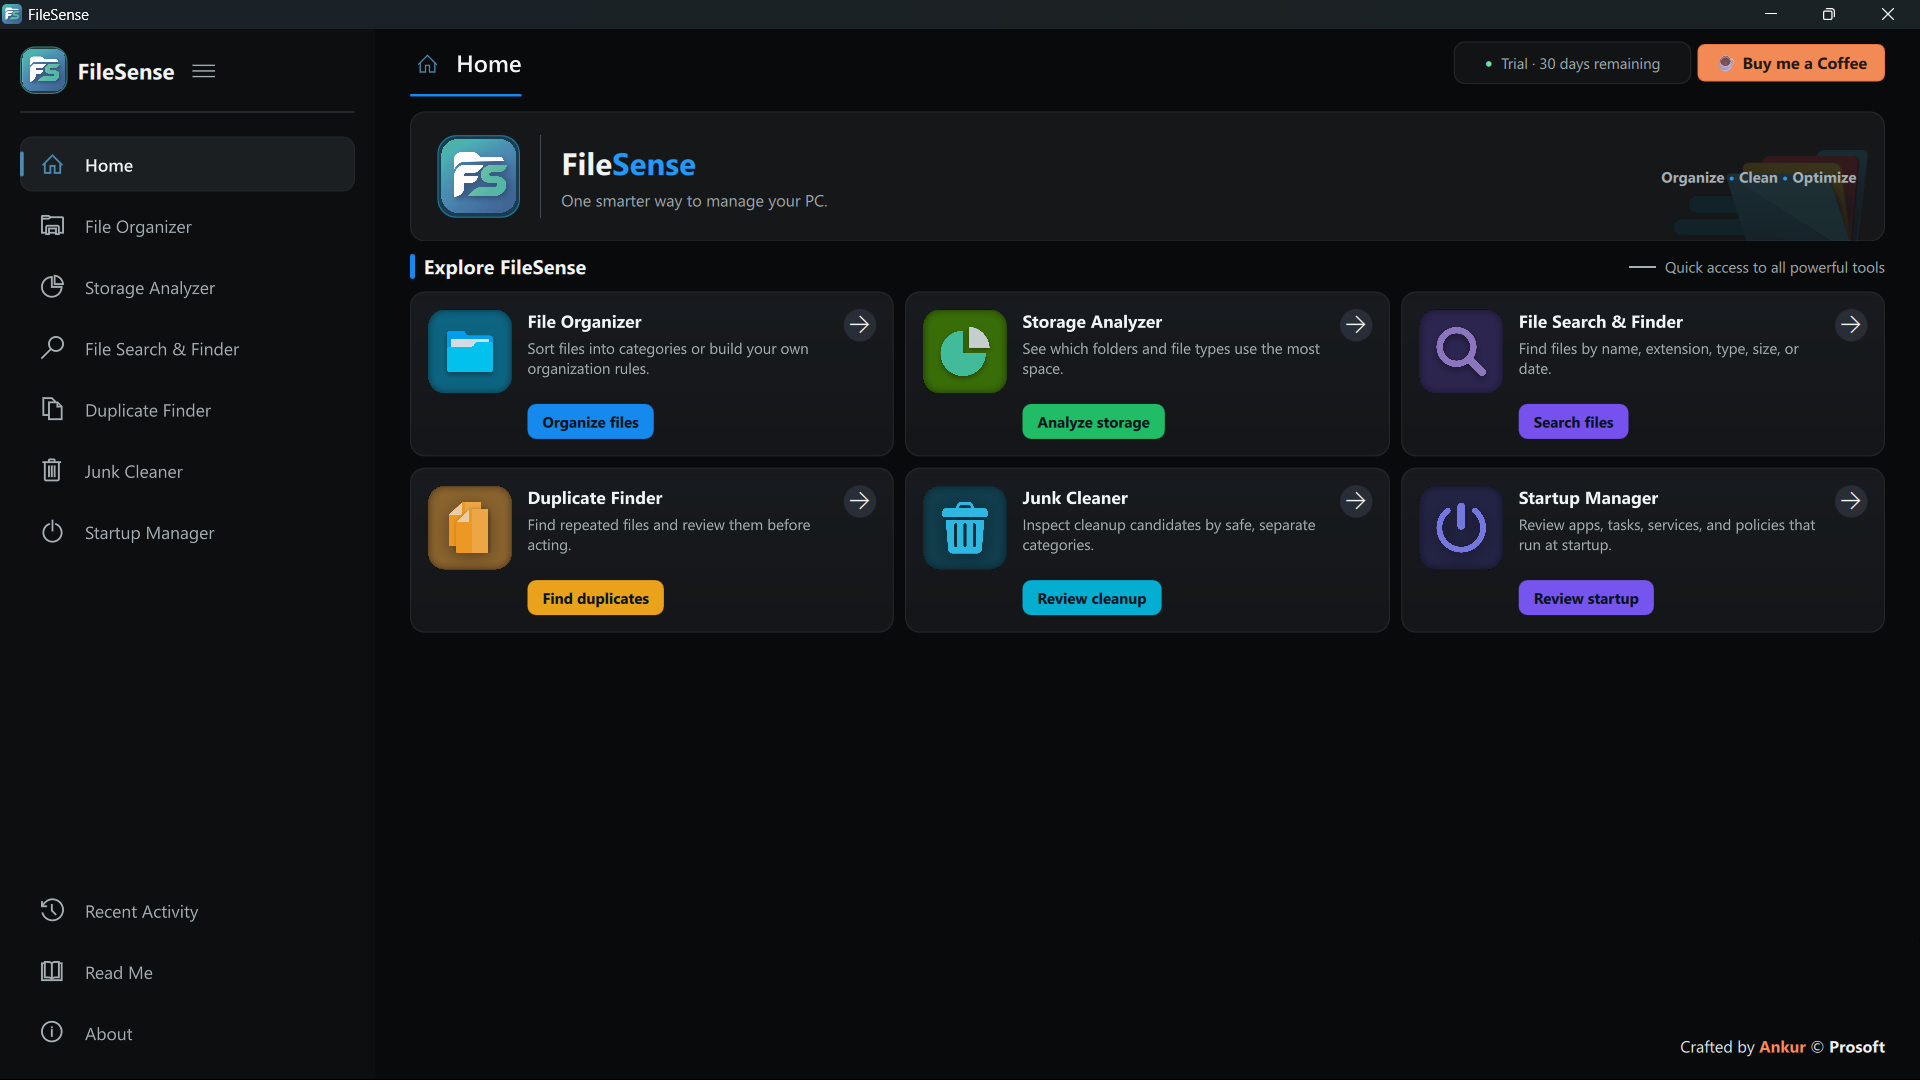 FileSense
FileSense
Home
File Organizer
Storage Analyzer
File Search & Finder
Duplicate Finder
Junk Cleaner
Startup Manager
Recent Activity
Read Me
About
Home
• Trial · 30 days remaining
Buy me a Coffee
FS
FileSense
One smarter way to manage your PC.
Organize • Clean • Optimize
Explore FileSense
Quick access to all powerful tools
File Organizer
Sort files into categories or build your own
organization rules.
Organize files
Storage Analyzer
See which folders and file types use the most
space.
Analyze storage
File Search & Finder
Find files by name, extension, type, size, or
date.
Search files
Duplicate Finder
Find repeated files and review them before
acting.
Find duplicates
Junk Cleaner
Inspect cleanup candidates by safe, separate
categories.
Review cleanup
Startup Manager
Review apps, tasks, services, and policies that
run at startup.
Review startup
Crafted by Ankur © Prosoft